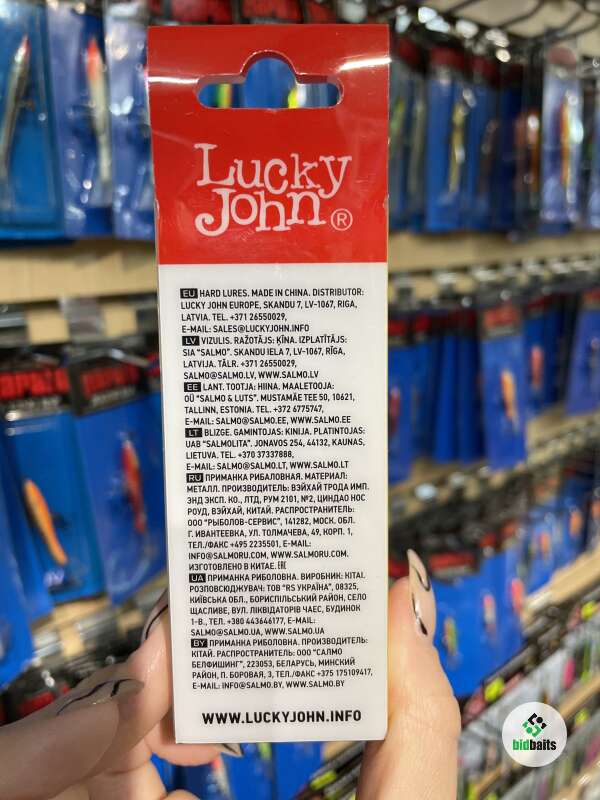 Lucky
John®
EU HARD LURES. MADE IN CHINA. DISTRIBUTOR:
LUCKY JOHN EUROPE, SKANDU 7, LV-1067, RIGA,
LATVIA. TEL. +371 26550029,
E-MAIL: SALES@LUCKYJOHN.INFO
LV VIZULIS. RAŽOTĀJS: ĶĪNA. IZPLATĪTĀJS:
SIA "SALMO". SKANDU IELA 7, LV-1067, RĪGA,
LATVIJA. TĀLR. +371 26550029,
SALMO@SALMO.LV, WWW.SALMO.LV
EE LANT. TOOTJA: HIINA. MAALETOOJA:
OÜ "SALMO & LUTS". MUSTAMÄE TEE 50, 10621,
TALLINN, ESTONIA. TEL. +372 6775747,
E-MAIL: SALMO@SALMO.EE, WWW.SALMO.EE
LT BLIZGE. GAMINTOJAS: KINIJA. PLATINTOJAS:
UAB "SALMOLITA". JONAVOS 254, 44132, KAUNAS,
LIETUVA. TEL. +370 37337888,
E-MAIL: SALMO@SALMO.LT, WWW.SALMO.LT
RU ПРИМАНКА РЫБАЛОВНАЯ. МАТЕРИАЛ:
МЕТАЛЛ. ПРОИЗВОДИТЕЛЬ: ВЭЙХАЙ ТРОДА ИМП.
ЭНД ЭКСП. КО., ЛТД, РУМ 2101, №2, ЦИНДАО НОС
РОУД, ВЭЙХАЙ, КИТАЙ. РАСПРОСТРАНИТЕЛЬ:
ООО "РЫБОЛОВ-СЕРВИС", 141282, МОСК. ОБЛ.
Г. ИВАНТЕЕВКА, УЛ. ТОЛМАЧЕВА, 49, КОРП. 1,
ТЕЛ./ФАКС +495 2235501, E-MAIL:
INFO@SALMORU.COM, WWW.SALMORU.COM.
ИЗГОТОВЛЕНО В КИТАЕ. EAC
UA ПРИМАНКА РИБОЛОВНА. ВИРОБНИК: КІТАІ.
РОЗПОВСЮДЖУВАЧ: ТОВ "RS УКРАЇНА", 08325,
КИЇВСЬКА ОБЛ., БОРИСПІЛЬСЬКИЙ РАЙОН, СЕЛО
ЩАСЛИВЕ, ВУЛ. ЛІКВІДАТОРІВ ЧАЕС, БУДИНОК
1-В., ТЕЛ. +380 443646177, E-MAIL:
SALMO@SALMO.UA, WWW.SALMO.UA
BY ПРИМАНКА РИБОЛОВНА. ПРОИЗВОДИТЕЛЬ:
КІТАЙ. РАСПРОСТРАНИТЕЛЬ: ООО "САЛМО
БЕЛФИШИНГ", 223053, БЕЛАРУСЬ, МИНСКИЙ
РАЙОН, П. БОРОВАЯ, 3, ТЕЛ./ФАКС +375 175109417,
E-MAIL: INFO@SALMO.BY, WWW.SALMO.BY
WWW.LUCKYJOHN.INFO
bidbaits